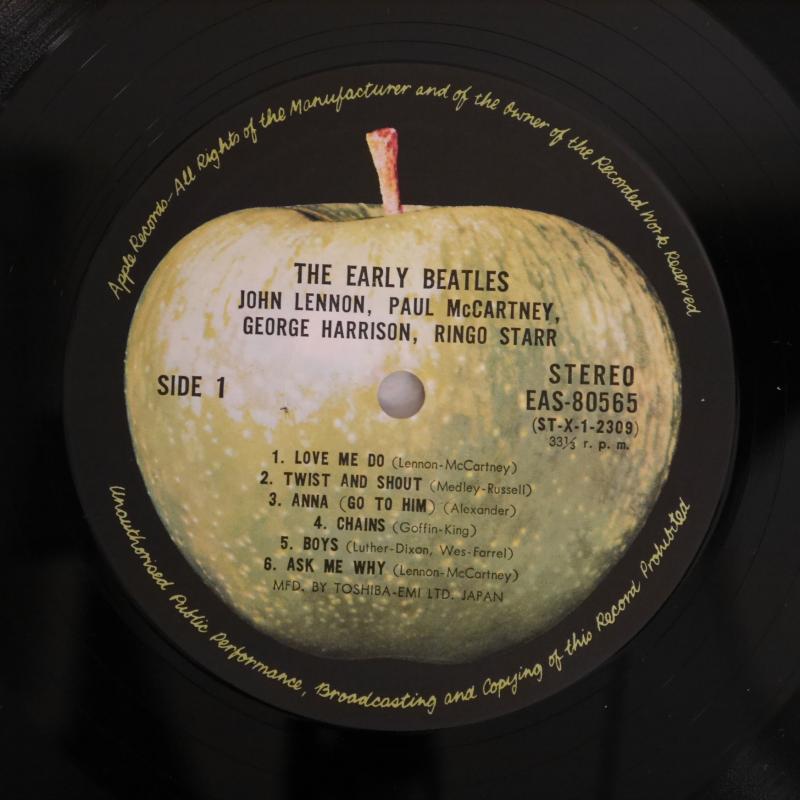 Apple Records-All Rights of the Manufacturer and of the Owner of the Recorded Work Reserved
THE EARLY BEATLES
JOHN LENNON, PAUL McCARTNEY,
GEORGE HARRISON, RINGO STARR
SIDE 1
STEREO
EAS-80565
(ST-X-1-2309)
33⅓ r. p. m.
1. LOVE ME DO (Lennon-McCartney)
2. TWIST AND SHOUT (Medley-Russell)
3. ANNA (GO TO HIM) (Alexander)
4. CHAINS (Goffin-King)
5. BOYS (Luther-Dixon, Wes-Farrel)
6. ASK ME WHY (Lennon-McCartney)
MFD. BY TOSHIBA-EMI LTD. JAPAN
Unauthorised Public Performance, Broadcasting and Copying of this Record Prohibited